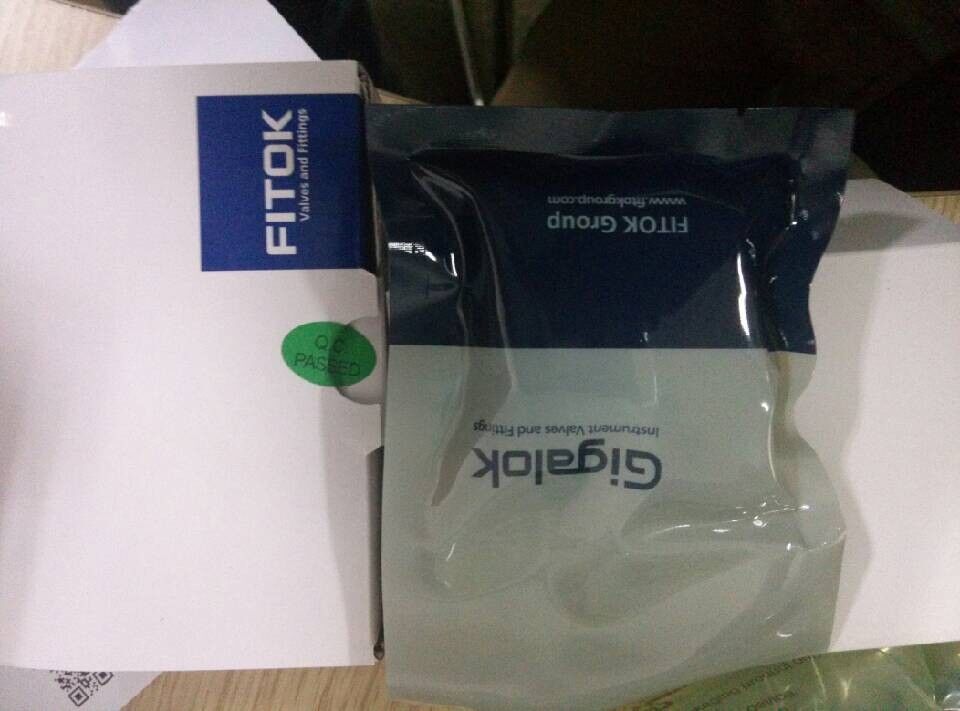 FITOK
Valves and Fittings
Q.C.
PASSED
Gigalok
Instrument Valves and Fittings
FITOK Group
www.fitokgroup.com